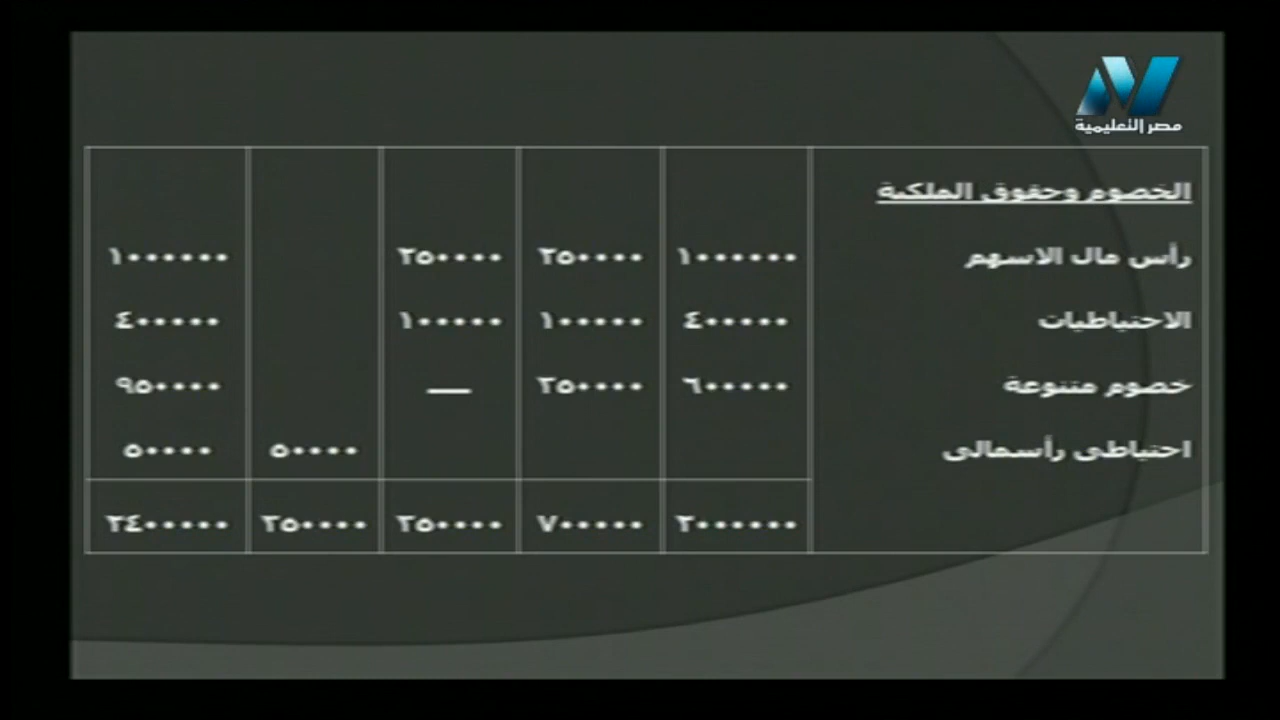 مصر التعليمية
الخصوم وحقوق الملكية
رأس مال الاسهم ١٠٠٠٠٠٠ ٢٥٠٠٠٠ ٢٥٠٠٠٠ ١٠٠٠٠٠٠
الاحتياطيات ٤٠٠٠٠٠ ١٠٠٠٠٠ ١٠٠٠٠٠ ٤٠٠٠٠٠
خصوم متنوعة ٦٠٠٠٠٠ ٢٥٠٠٠٠ — ٩٥٠٠٠٠
احتياطى رأسمالى ٥٠٠٠٠ ٥٠٠٠٠
٢٠٠٠٠٠٠ ٧٠٠٠٠٠ ٢٥٠٠٠٠ ٢٥٠٠٠٠ ٢٤٠٠٠٠٠